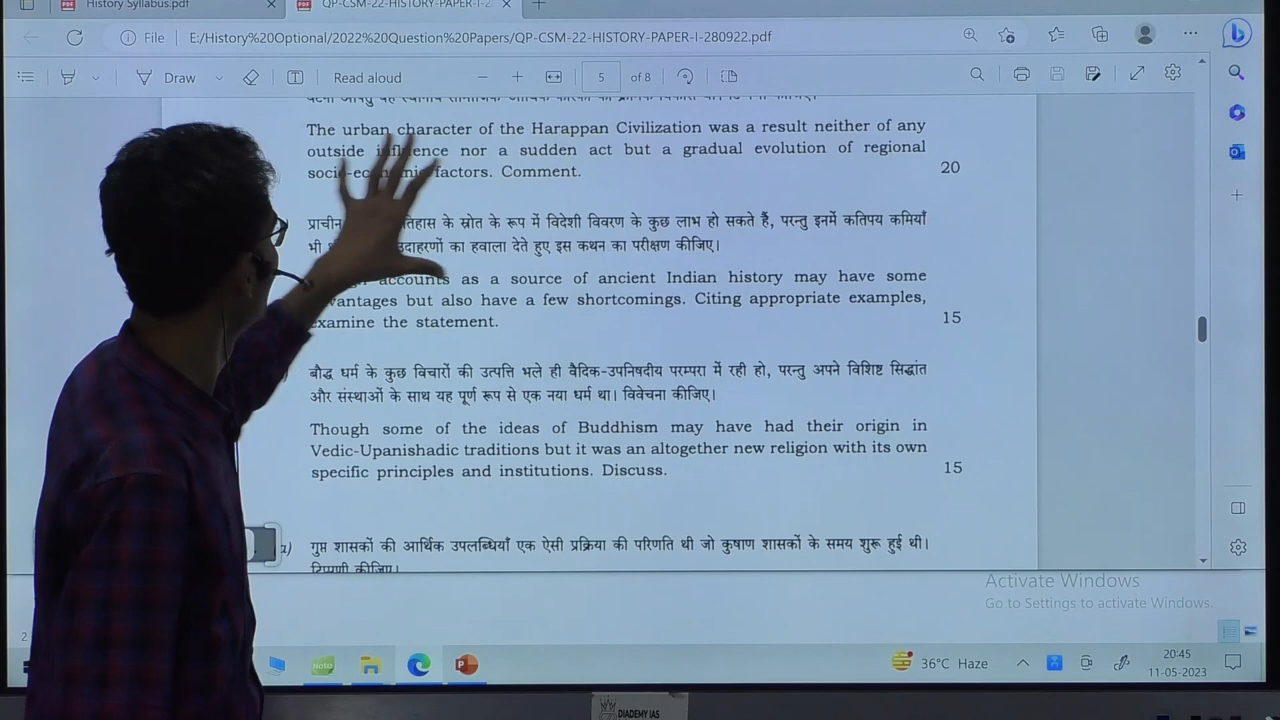 History Syllabus.pdf
QP-CSM-22-HISTORY-PAPER-I-2
File E:/History%20Optional/2022%20Question%20Papers/QP-CSM-22-HISTORY-PAPER-I-280922.pdf
Draw Read aloud 5 of 8
The urban character of the Harappan Civilization was a result neither of any
outside influence nor a sudden act but a gradual evolution of regional
socio-economic factors. Comment. 20
प्राचीन के स्रोत के रूप में विदेशी विवरण के कुछ लाभ हो सकते हैं, परन्तु इनमें कतिपय कमियाँ
भी का हवाला देते हुए इस कथन का परीक्षण कीजिए।
accounts as a source of ancient Indian history may have some
advantages but also have a few shortcomings. Citing appropriate examples,
examine the statement. 15
बौद्ध धर्म के कुछ विचारों की उत्पत्ति भले ही वैदिक-उपनिषदीय परम्परा में रही हो, परन्तु अपने विशिष्ट सिद्धांत
और संस्थाओं के साथ यह पूर्ण रूप से एक नया धर्म था। विवेचना कीजिए।
Though some of the ideas of Buddhism may have had their origin in
Vedic-Upanishadic traditions but it was an altogether new religion with its own
specific principles and institutions. Discuss. 15
गुप्त शासकों की आर्थिक उपलब्धियाँ एक ऐसी प्रक्रिया की परिणति थी जो कुषाण शासकों के समय शुरू हुई थी।
टिप्पणी कीजिए।
Activate Windows
Go to Settings to activate Windows.
2
36°C Haze
20:45
11-05-2023
DIADEMY IAS